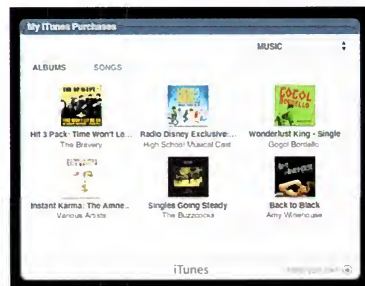 My iTunes Purchases
MUSIC
ALBUMS SONGS
Hit 3 Pack: Time Won't Le... Radio Disney Exclusive:... Wonderlust King - Single
The Bravery High School Musical Cast Gogol Bordello
GOGOL
BORDELLO
Instant Karma: The Amne... Singles Going Steady Back to Black
Various Artists The Buzzcocks Amy Winehouse
iTunes